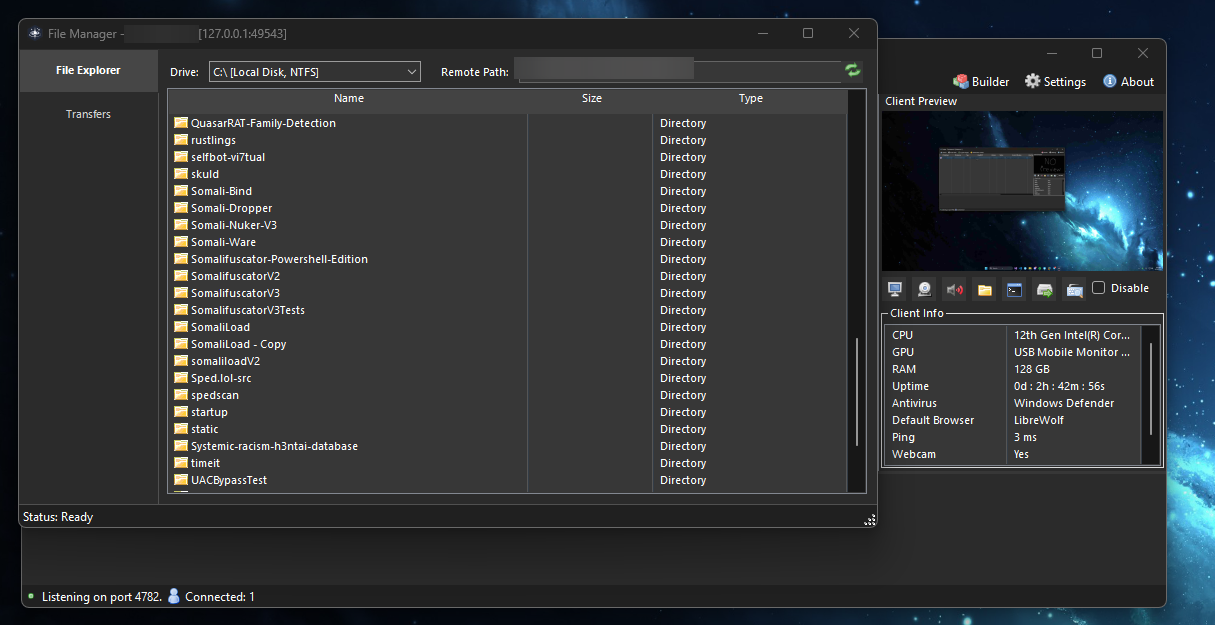 File Manager - [127.0.0.1:49543]
File Explorer
Transfers
Drive: C:\ [Local Disk, NTFS] Remote Path:
Name Size Type
QuasarRAT-Family-Detection Directory
rustlings Directory
selfbot-vi7tual Directory
skuld Directory
Somali-Bind Directory
Somali-Dropper Directory
Somali-Nuker-V3 Directory
Somali-Ware Directory
Somalifuscator-Powershell-Edition Directory
SomalifuscatorV2 Directory
SomalifuscatorV3 Directory
SomalifuscatorV3Tests Directory
SomaliLoad Directory
SomaliLoad - Copy Directory
somaliloadV2 Directory
Sped.lol-src Directory
spedscan Directory
startup Directory
static Directory
Systemic-racism-h3ntai-database Directory
timeit Directory
UACBypassTest Directory
Status: Ready
Builder Settings About
Client Preview
Disable
Client Info
CPU 12th Gen Intel(R) Cor...
GPU USB Mobile Monitor ...
RAM 128 GB
Uptime 0d : 2h : 42m : 56s
Antivirus Windows Defender
Default Browser LibreWolf
Ping 3 ms
Webcam Yes
Listening on port 4782. Connected: 1